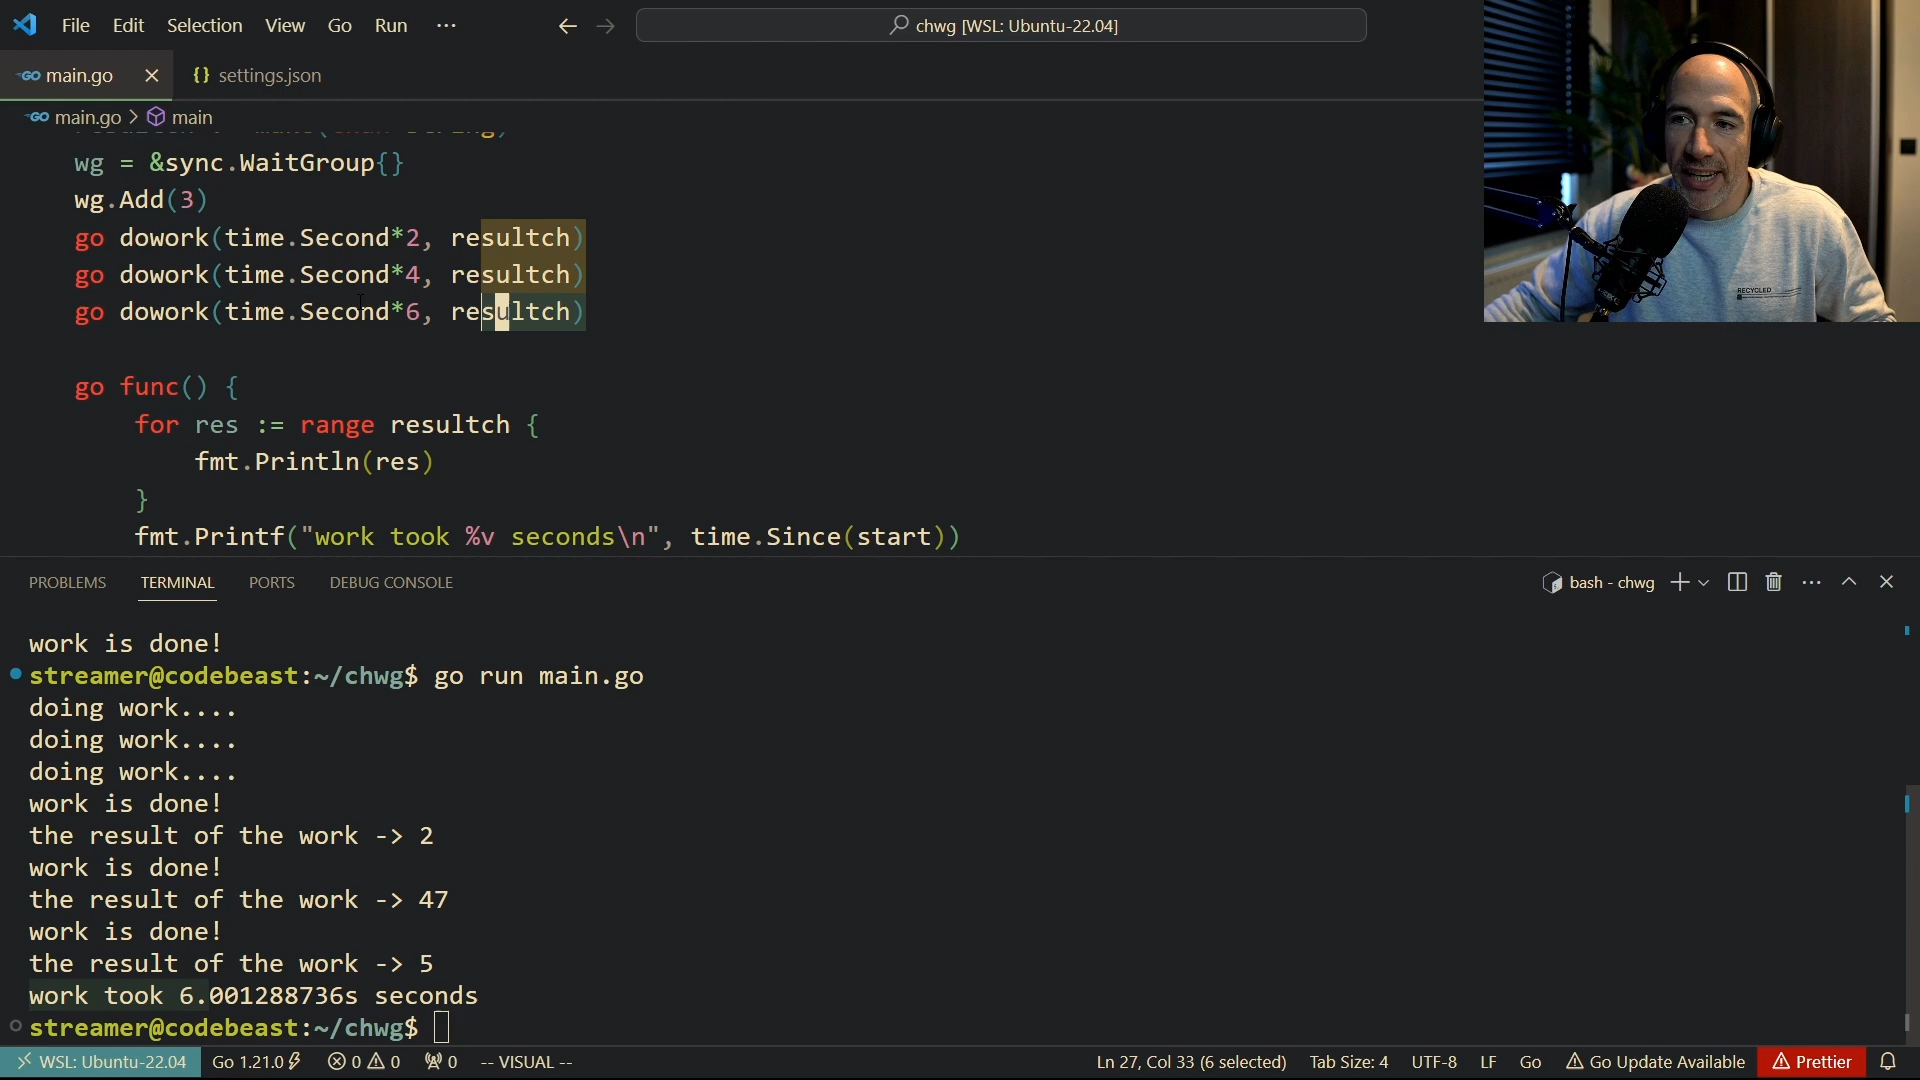 File Edit Selection View Go Run ···
chwg [WSL: Ubuntu-22.04]
GO main.go
{} settings.json
GO main.go > main
wg = &sync.WaitGroup{}
wg.Add(3)
go dowork(time.Second*2, resultch)
go dowork(time.Second*4, resultch)
go dowork(time.Second*6, resultch)
go func() {
for res := range resultch {
fmt.Println(res)
}
fmt.Printf("work took %v seconds\n", time.Since(start))
RECYCLED
PROBLEMS TERMINAL PORTS DEBUG CONSOLE
bash - chwg
work is done!
streamer@codebeast:~/chwg$ go run main.go
doing work....
doing work....
doing work....
work is done!
the result of the work -> 2
work is done!
the result of the work -> 47
work is done!
the result of the work -> 5
work took 6.001288736s seconds
streamer@codebeast:~/chwg$
WSL: Ubuntu-22.04 Go 1.21.0 0 0 0 -- VISUAL -- Ln 27, Col 33 (6 selected) Tab Size: 4 UTF-8 LF Go Go Update Available Prettier